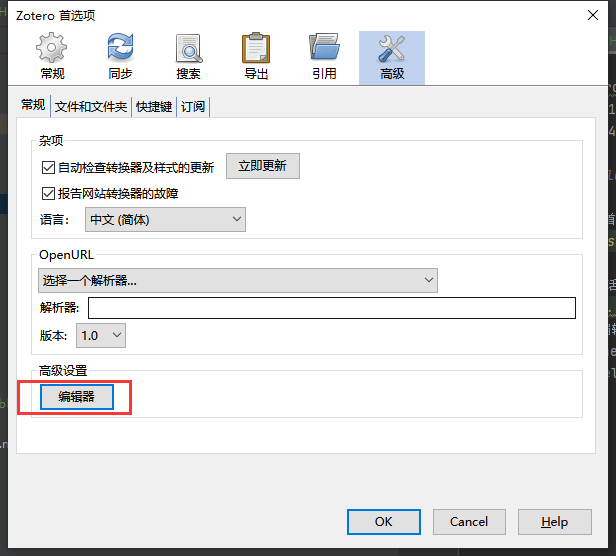 Zotero 首选项
常规 同步 搜索 导出 引用 高级
常规 文件和文件夹 快捷键 订阅
杂项
自动检查转换器及样式的更新 立即更新
报告网站转换器的故障
语言: 中文 (简体)
OpenURL
选择一个解析器...
解析器:
版本: 1.0
高级设置
编辑器
OK Cancel Help